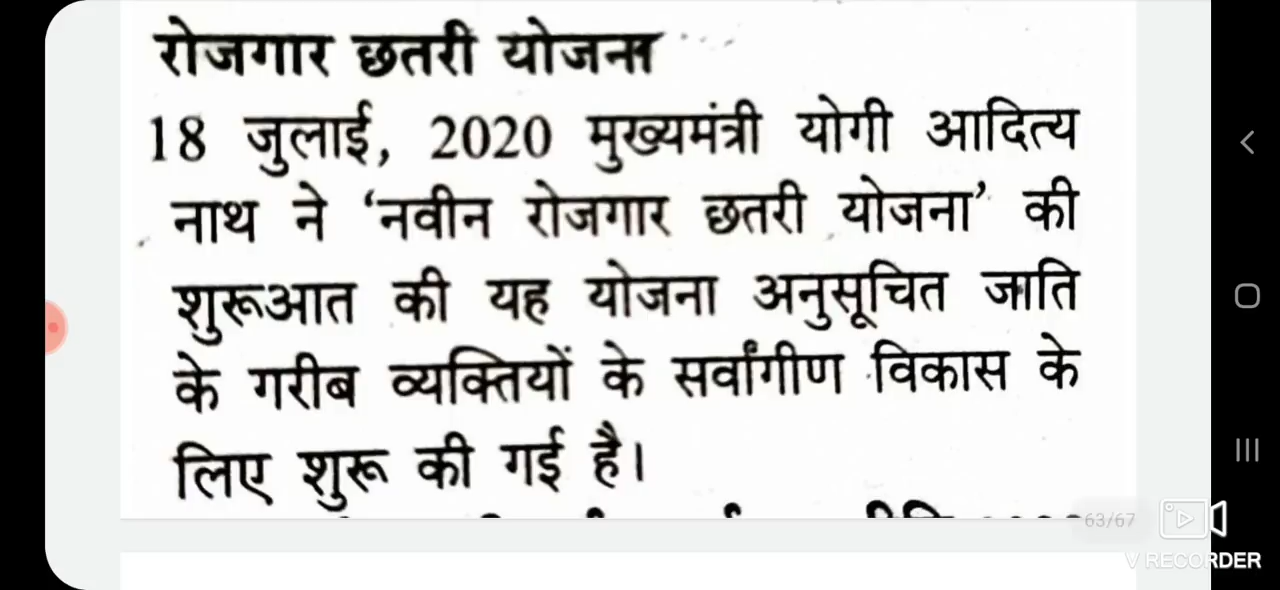 रोजगार छतरी योजना
18 जुलाई, 2020 मुख्यमंत्री योगी आदित्य
नाथ ने ‘नवीन रोजगार छतरी योजना’ की
शुरूआत की यह योजना अनुसूचित जाति
के गरीब व्यक्तियों के सर्वांगीण विकास के
लिए शुरू की गई है।
63/67
V RECORDER